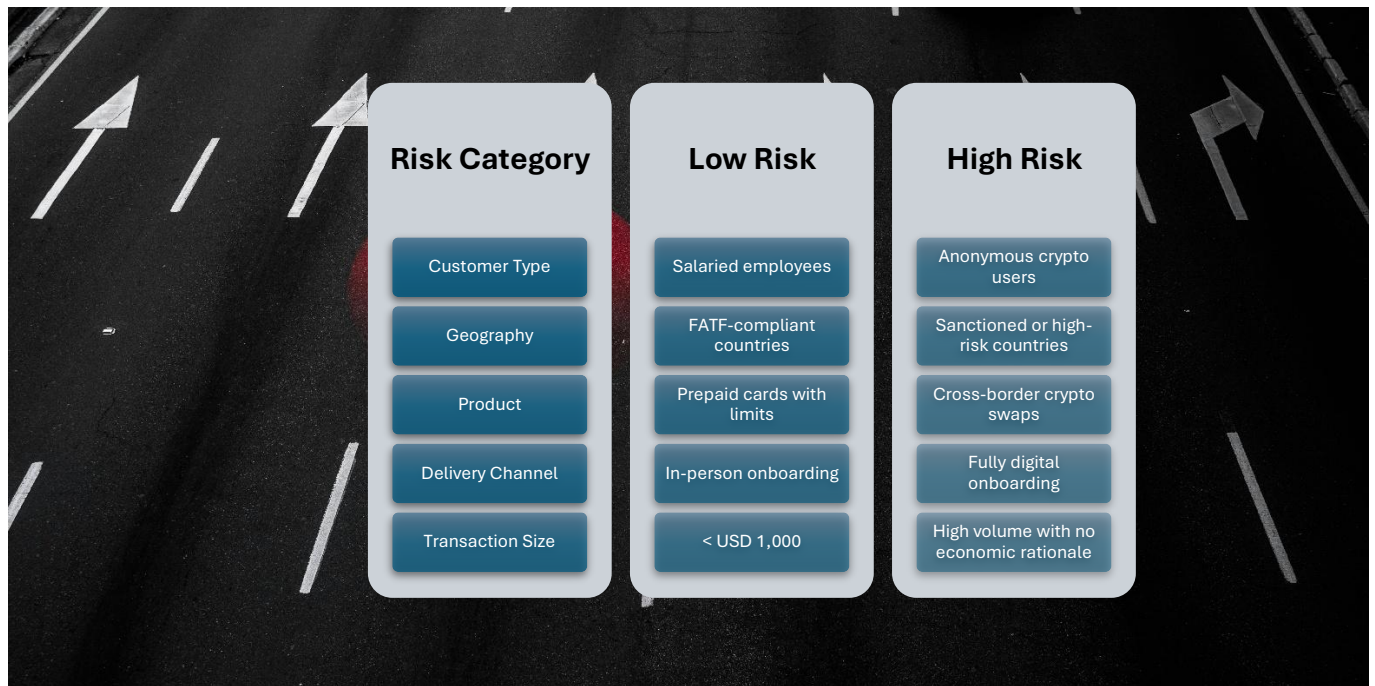 Risk Category
Low Risk
High Risk
Customer Type
Salaried employees
Anonymous crypto
users
Geography
FATF-compliant
countries
Sanctioned or high-
risk countries
Product
Prepaid cards with
limits
Cross-border crypto
swaps
Delivery Channel
In-person onboarding
Fully digital
onboarding
Transaction Size
< USD 1,000
High volume with no
economic rationale